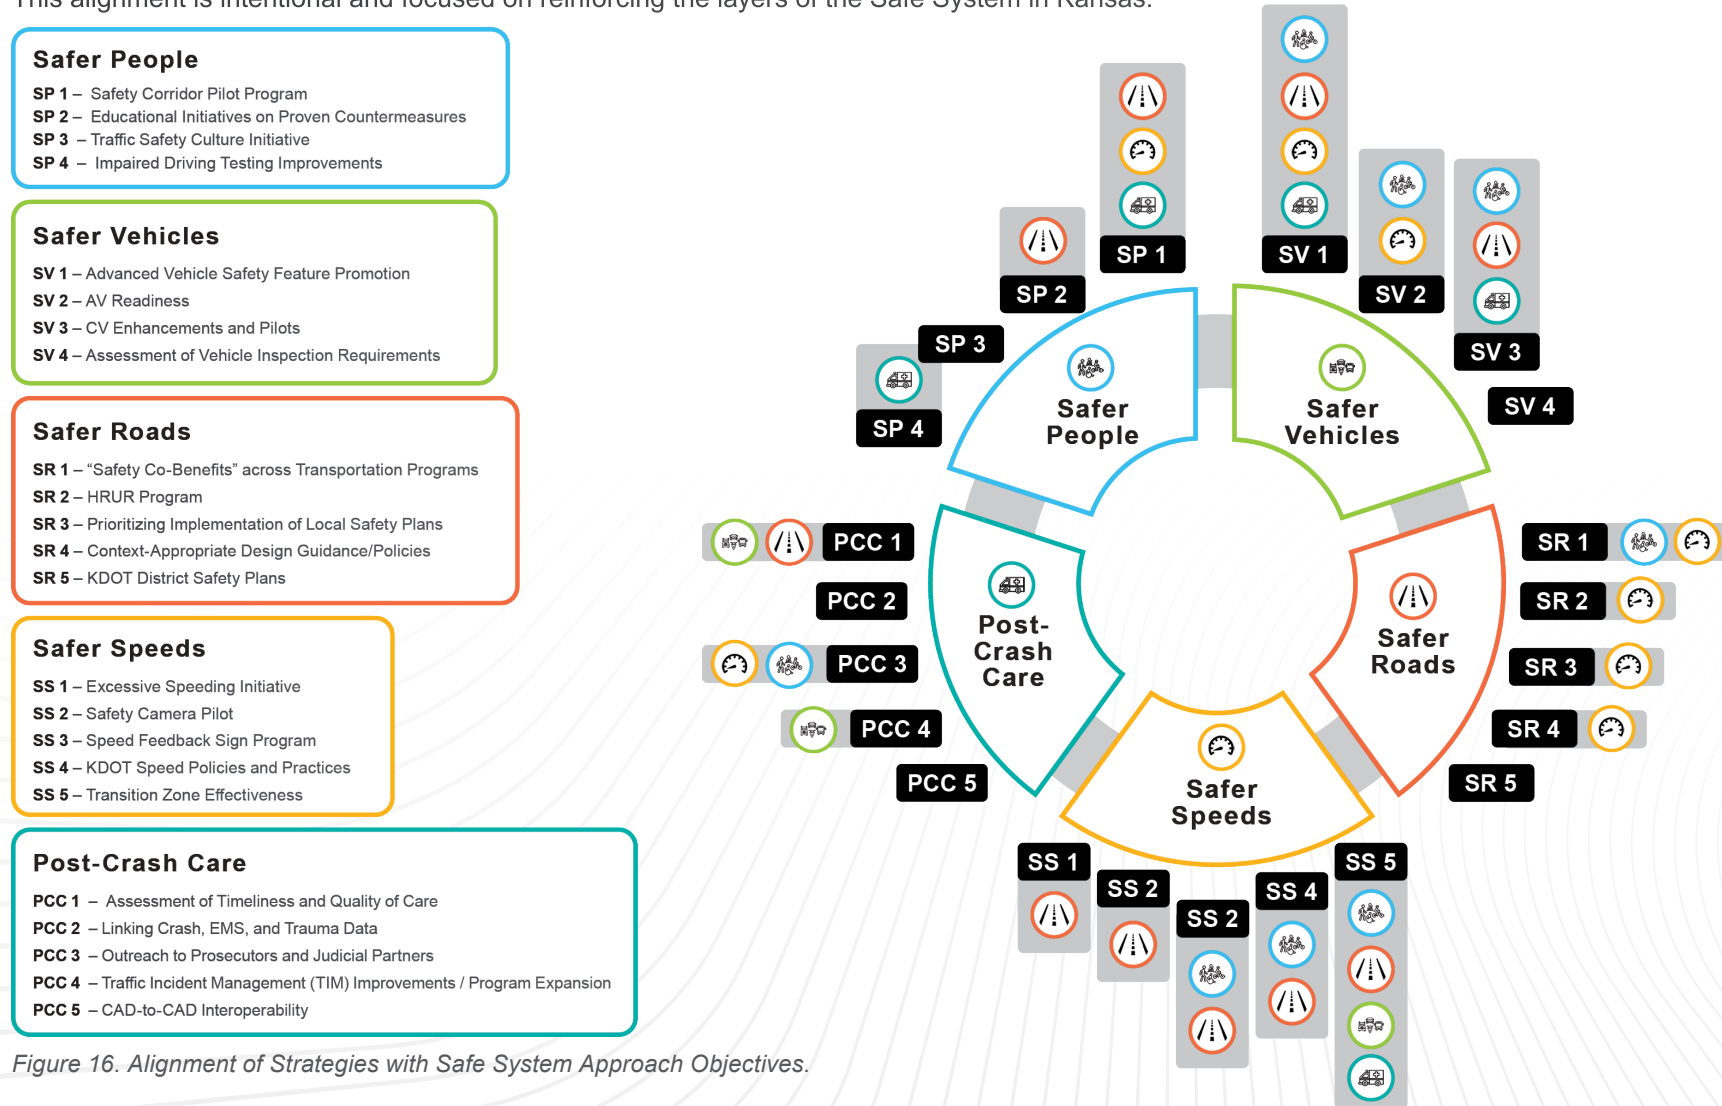 This alignment is intentional and focused on reinforcing the layers of the Safe System in Kansas.
Safer People
SP 1 – Safety Corridor Pilot Program
SP 2 – Educational Initiatives on Proven Countermeasures
SP 3 – Traffic Safety Culture Initiative
SP 4 – Impaired Driving Testing Improvements
Safer Vehicles
SV 1 – Advanced Vehicle Safety Feature Promotion
SV 2 – AV Readiness
SV 3 – CV Enhancements and Pilots
SV 4 – Assessment of Vehicle Inspection Requirements
Safer Roads
SR 1 – “Safety Co-Benefits” across Transportation Programs
SR 2 – HRUR Program
SR 3 – Prioritizing Implementation of Local Safety Plans
SR 4 – Context-Appropriate Design Guidance/Policies
SR 5 – KDOT District Safety Plans
Safer Speeds
SS 1 – Excessive Speeding Initiative
SS 2 – Safety Camera Pilot
SS 3 – Speed Feedback Sign Program
SS 4 – KDOT Speed Policies and Practices
SS 5 – Transition Zone Effectiveness
Post-Crash Care
PCC 1 – Assessment of Timeliness and Quality of Care
PCC 2 – Linking Crash, EMS, and Trauma Data
PCC 3 – Outreach to Prosecutors and Judicial Partners
PCC 4 – Traffic Incident Management (TIM) Improvements / Program Expansion
PCC 5 – CAD-to-CAD Interoperability
SP 1
SP 2
SP 3
SP 4
Safer
People
SV 1
SV 2
SV 3
SV 4
Safer
Vehicles
PCC 1
PCC 2
PCC 3
PCC 4
PCC 5
Post-
Crash
Care
SR 1
SR 2
SR 3
SR 4
SR 5
Safer
Roads
Safer
Speeds
SS 1
SS 2
SS 2
SS 4
SS 5
Figure 16. Alignment of Strategies with Safe System Approach Objectives.